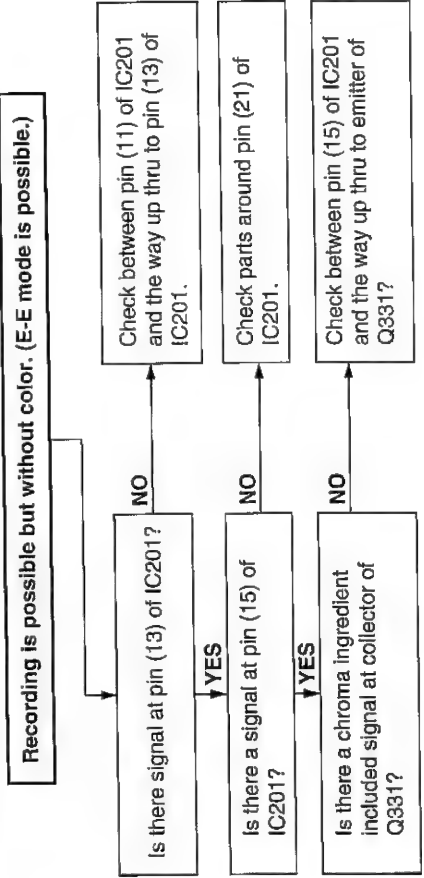 Recording is possible but without color. (E-E mode is possible.)
Is there signal at pin (13) of IC201?
NO
Check between pin (11) of IC201
and the way up thru to pin (13) of
IC201.
YES
Is there a signal at pin (15) of
IC201?
NO
Check parts around pin (21) of
IC201.
YES
Is there a chroma ingredient
included signal at collector of
Q331?
NO
Check between pin (15) of IC201
and the way up thru to emitter of
Q331?